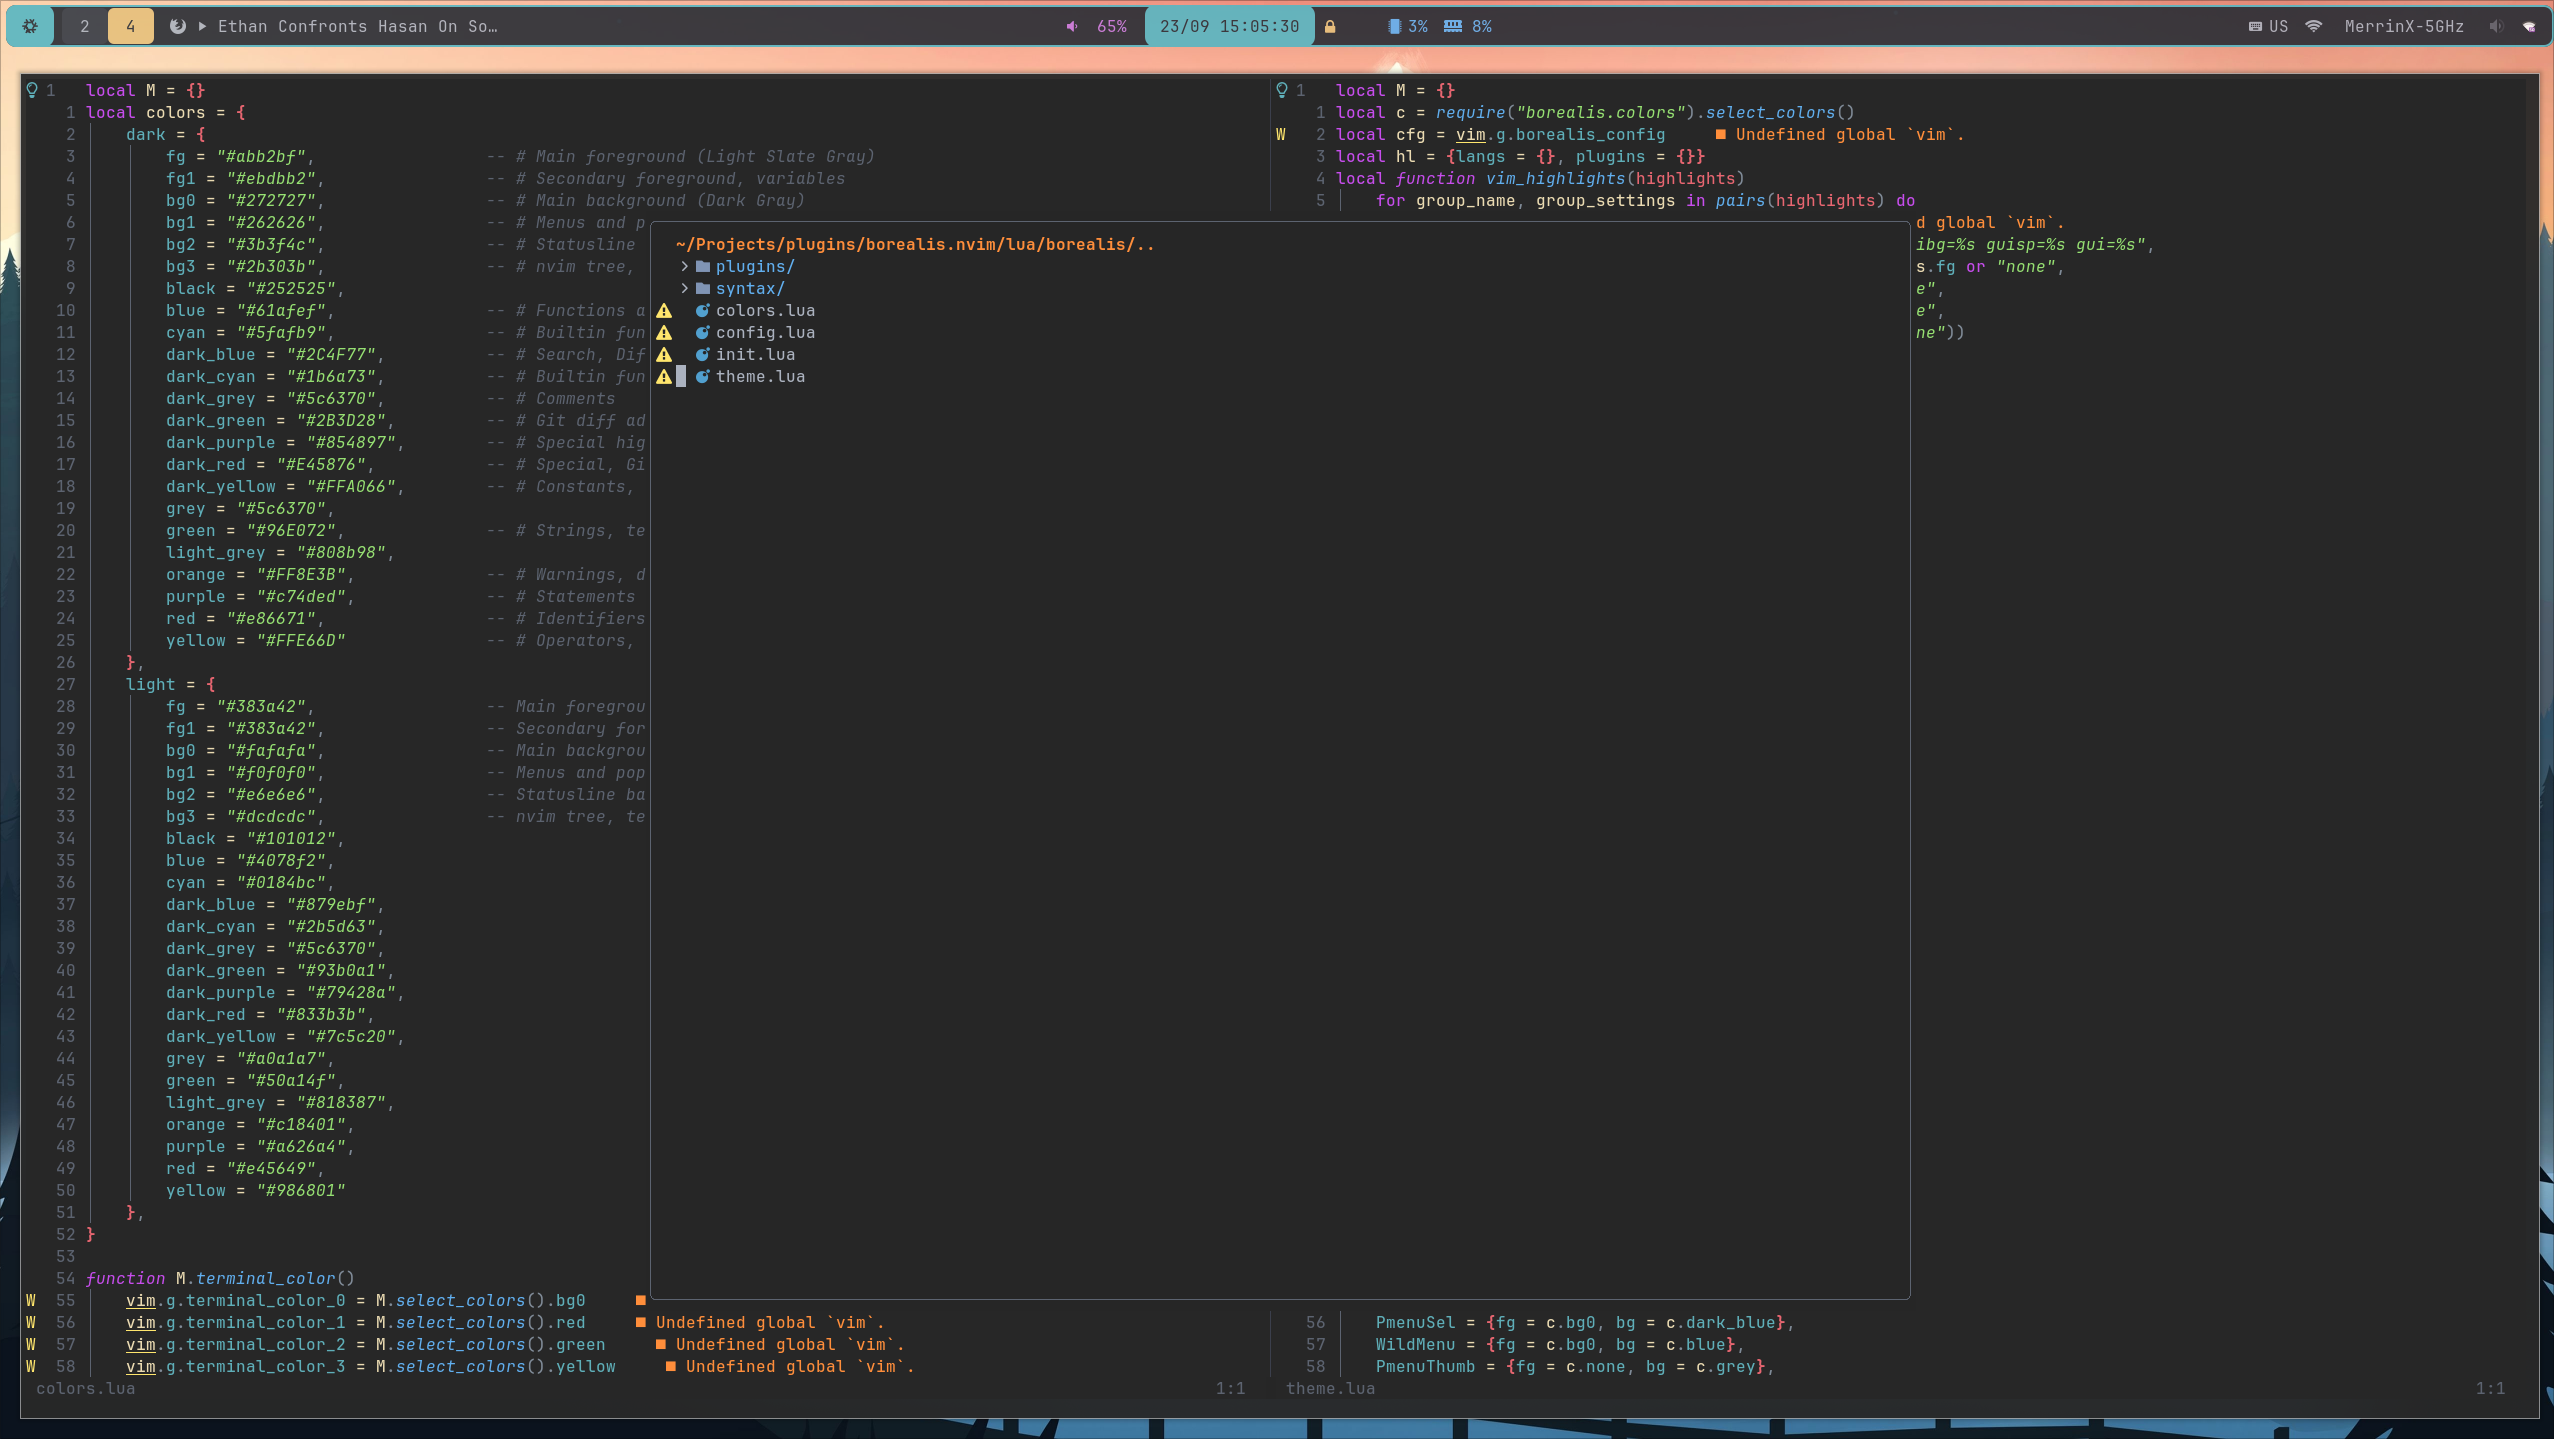 2 4 Ethan Confronts Hasan On So… 65% 23/09 15:05:30 3% 8% US MerrinX-5GHz
1 local M = {}
1 local colors = {
2 dark = {
3 fg = "#abb2bf", -- # Main foreground (Light Slate Gray)
4 fg1 = "#ebdbb2", -- # Secondary foreground, variables
5 bg0 = "#272727", -- # Main background (Dark Gray)
6 bg1 = "#262626", -- # Menus and p
7 bg2 = "#3b3f4c", -- # Statusline
8 bg3 = "#2b303b", -- # nvim tree,
9 black = "#252525",
10 blue = "#61afef", -- # Functions a
11 cyan = "#5fafb9", -- # Builtin fun
12 dark_blue = "#2C4F77", -- # Search, Dif
13 dark_cyan = "#1b6a73", -- # Builtin fun
14 dark_grey = "#5c6370", -- # Comments
15 dark_green = "#2B3D28", -- # Git diff ad
16 dark_purple = "#854897", -- # Special hig
17 dark_red = "#E45876", -- # Special, Gi
18 dark_yellow = "#FFA066", -- # Constants,
19 grey = "#5c6370",
20 green = "#96E072", -- # Strings, te
21 light_grey = "#808b98",
22 orange = "#FF8E3B", -- # Warnings, d
23 purple = "#c74ded", -- # Statements
24 red = "#e86671", -- # Identifiers
25 yellow = "#FFE66D" -- # Operators,
26 },
27 light = {
28 fg = "#383a42", -- Main foregrou
29 fg1 = "#383a42", -- Secondary for
30 bg0 = "#fafafa", -- Main backgrou
31 bg1 = "#f0f0f0", -- Menus and pop
32 bg2 = "#e6e6e6", -- Statusline ba
33 bg3 = "#dcdcdc", -- nvim tree, te
34 black = "#101012",
35 blue = "#4078f2",
36 cyan = "#0184bc",
37 dark_blue = "#879ebf",
38 dark_cyan = "#2b5d63",
39 dark_grey = "#5c6370",
40 dark_green = "#93b0a1",
41 dark_purple = "#79428a",
42 dark_red = "#833b3b",
43 dark_yellow = "#7c5c20",
44 grey = "#a0a1a7",
45 green = "#50a14f",
46 light_grey = "#818387",
47 orange = "#c18401",
48 purple = "#a626a4",
49 red = "#e45649",
50 yellow = "#986801"
51 },
52 }
53
54 function M.terminal_color()
W 55 vim.g.terminal_color_0 = M.select_colors().bg0 ■
W 56 vim.g.terminal_color_1 = M.select_colors().red ■ Undefined global `vim`.
W 57 vim.g.terminal_color_2 = M.select_colors().green ■ Undefined global `vim`.
W 58 vim.g.terminal_color_3 = M.select_colors().yellow ■ Undefined global `vim`.
colors.lua 1:1
~/Projects/plugins/borealis.nvim/lua/borealis/..
plugins/
syntax/
colors.lua
config.lua
init.lua
theme.lua
1 local M = {}
1 local c = require("borealis.colors").select_colors()
W 2 local cfg = vim.g.borealis_config ■ Undefined global `vim`.
3 local hl = {langs = {}, plugins = {}}
4 local function vim_highlights(highlights)
5 for group_name, group_settings in pairs(highlights) do
d global `vim`.
ibg=%s guisp=%s gui=%s",
s.fg or "none",
e",
e",
ne"))
56 PmenuSel = {fg = c.bg0, bg = c.dark_blue},
57 WildMenu = {fg = c.bg0, bg = c.blue},
58 PmenuThumb = {fg = c.none, bg = c.grey},
theme.lua 1:1